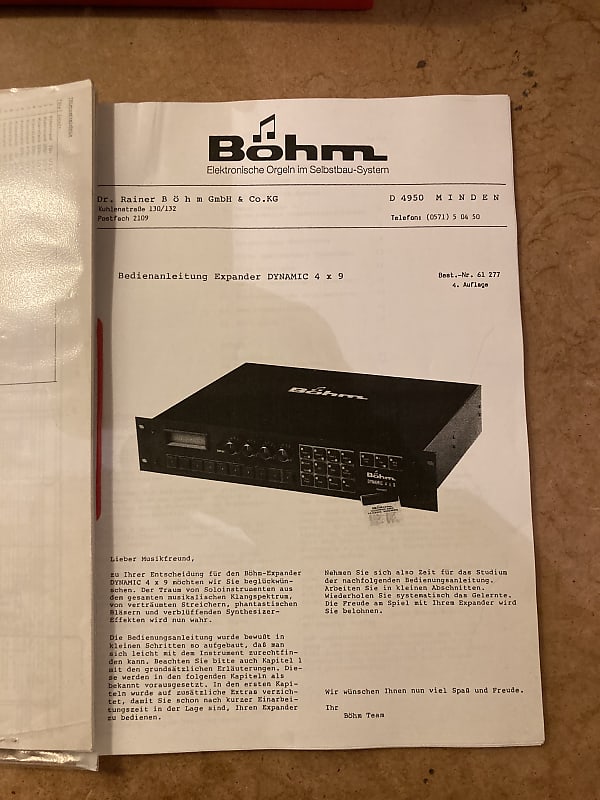 Böhm
Elektronische Orgeln im Selbstbau-System
Dr. Rainer B ö h m GmbH & Co.KG
Kuhlenstraße 130/132
Postfach 2109
D 4950 M I N D E N
Telefon: (0571) 5 04 50
Bedienanleitung Expander DYNAMIC 4 x 9
Best.-Nr. 61 277
4. Auflage
Böhm
Böhm
DYNAMIC 4 x 9
Lieber Musikfreund,
zu Ihrer Entscheidung für den Böhm-Expander
DYNAMIC 4 x 9 möchten wir Sie beglückwün-
schen. Der Traum von Soloinstrumenten aus
dem gesamten musikalischen Klangspektrum,
von verträumten Streichern, phantastischen
Bläsern und verblüffenden Synthesizer-
Effekten wird nun wahr.
Die Bedienungsanleitung wurde bewußt in
kleinen Schritten so aufgebaut, daß man
sich leicht mit dem Instrument zurechtfin-
den kann. Beachten Sie bitte auch Kapitel 1
mit den grundsätzlichen Erläuterungen. Die-
se werden in den folgenden Kapiteln als
bekannt vorausgesetzt. In den ersten Kapi-
teln wurde auf zusätzliche Extras verzich-
tet, damit Sie schon nach kurzer Einarbei-
tungszeit in der Lage sind, Ihren Expander
zu bedienen.
Nehmen Sie sich also Zeit für das Studium
der nachfolgenden Bedienungsanleitung.
Arbeiten Sie in kleinen Abschnitten.
Wiederholen Sie systematisch das Gelernte.
Die Freude am Spiel mit Ihrem Expander wird
Sie belohnen.
Wir wünschen Ihnen nun viel Spaß und Freude.
Ihr
Böhm Team